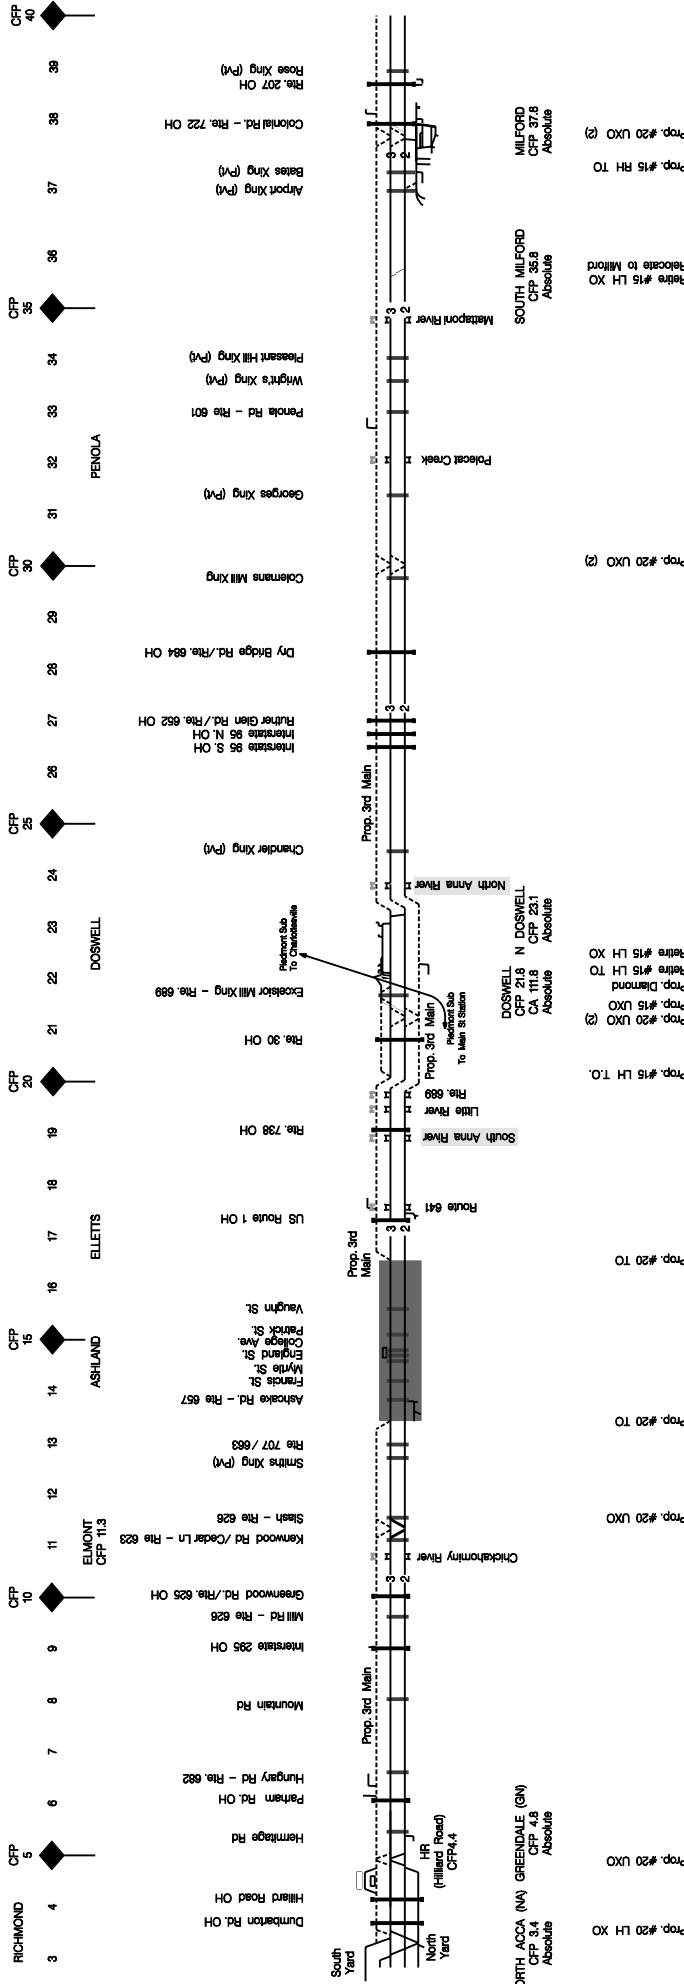 CFP
40
39
Rose Xing (Pvt)
Rte. 207 OH
38
Colonial Rd. - Rte. 722 OH
MILFORD
CFP 37.8
Absolute
Prop. #20 UXO (2)
3
2
Bates Xing (Pvt)
Prop. #15 RH TO
37
Airport Xing (Pvt)
36
SOUTH MILFORD
CFP 35.8
Absolute
Retire #15 LH XO
Relocate to Milford
CFP
35
3
2
Mattaponi River
34
Pleasant Hill Xing (Pvt)
Wright's Xing (Pvt)
33
Penola Rd - Rte 601
PENOLA
32
Polecat Creek
Georges Xing (Pvt)
31
CFP
30
Prop. #20 UXO (2)
Colemans Mill Xing
29
Dry Bridge Rd./Rte. 684 OH
28
27
3
2
Ruther Glen Rd./Rte. 652 OH
Interstate 95 N. OH
Interstate 95 S. OH
26
Prop. 3rd Main
CFP
25
Chandler Xing (Pvt)
24
North Anna River
DOSWELL
23
N DOSWELL
CFP 23.1
Absolute
Piedmont Sub
To Charlottesville
Retire #15 LH XO
22
Excelsior Mill Xing - Rte. 689
DOSWELL
CFP 21.8
CA 111.8
Absolute
Retire #15 LH TO
Prop. Diamond
Prop. #15 UXO
Prop. #20 UXO (2)
Piedmont Sub
To Main St Station
21
Rte. 30 OH
Prop. 3rd Main
Prop. #15 LH T.O.
CFP
20
Rte. 689
Little River
19
Rte. 738 OH
South Anna River
18
Route 641
US Route 1 OH
3
2
17
ELLETTS
Prop. 3rd
Main
Prop. #20 TO
16
Vaughn St.
Patrick St.
CFP
15
College Ave.
England St.
ASHLAND
Myrtle St.
Francis St.
14
Ashcake Rd. - Rte 657
Prop. #20 TO
13
Rte 707 / 663
Smiths Xing (Pvt)
12
Slash - Rte 626
Prop. #20 UXO
ELMONT
CFP 11.3
11
Kenwood Rd /Cedar Ln - Rte 623
Chickahominy River
3
2
CFP
10
Greenwood Rd./Rte. 625 OH
Mill Rd - Rte 626
9
Interstate 295 OH
8
Mountain Rd
Prop. 3rd Main
7
Hungary Rd - Rte. 682
6
Parham Rd. OH
Hermitage Rd
CFP
5
HR
(Hilliard Road)
CFP4.4
GREENDALE (GN)
CFP 4.8
Absolute
Prop. #20 UXO
RICHMOND
4
Hilliard Road OH
Dumbarton Rd. OH
3
South
Yard
North
Yard
ORTH ACCA (NA)
CFP 3.4
Absolute
Prop. #20 LH XO